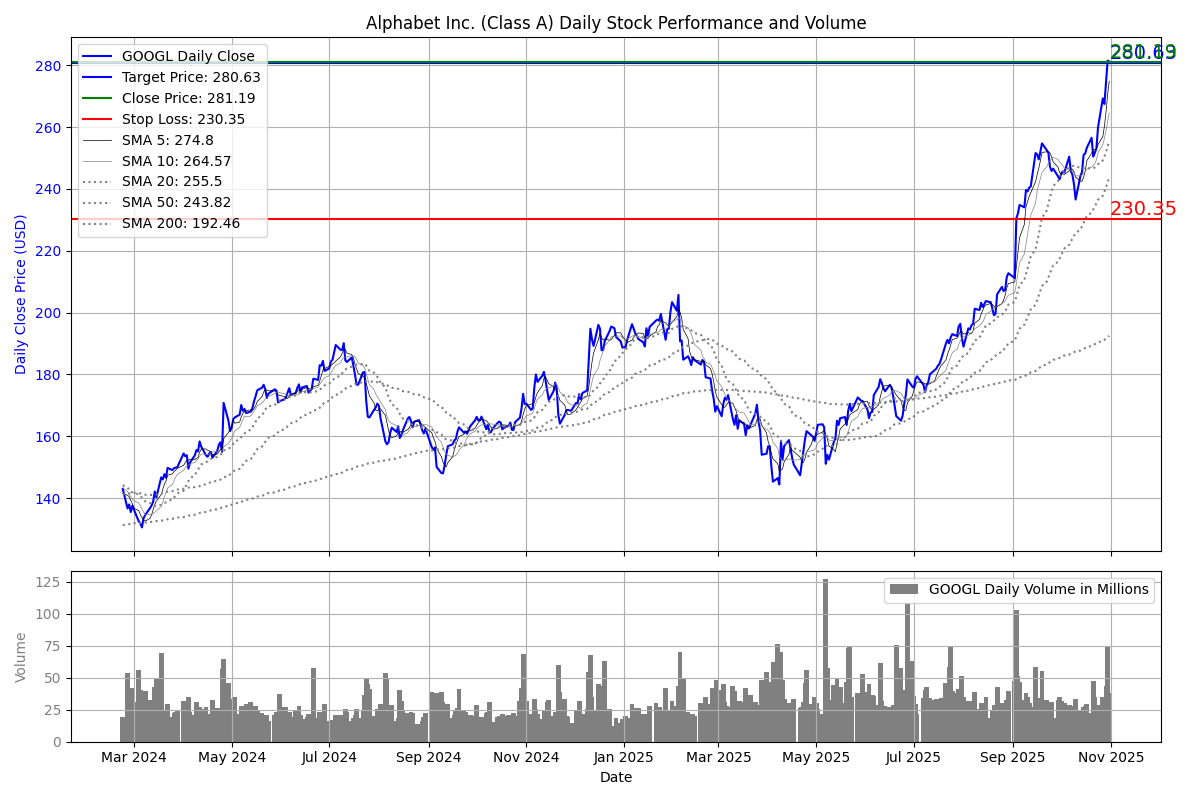 Alphabet Inc. (Class A) Daily Stock Performance and Volume
GOOGL Daily Close
Target Price: 280.63
Close Price: 281.19
Stop Loss: 230.35
SMA 5: 274.8
SMA 10: 264.57
SMA 20: 255.5
SMA 50: 243.82
SMA 200: 192.46
280.63
281.19
230.35
Daily Close Price (USD)
280
260
240
220
200
180
160
140
GOOGL Daily Volume in Millions
Volume
125
100
75
50
25
0
Mar 2024 May 2024 Jul 2024 Sep 2024 Nov 2024 Jan 2025 Mar 2025 May 2025 Jul 2025 Sep 2025 Nov 2025
Date